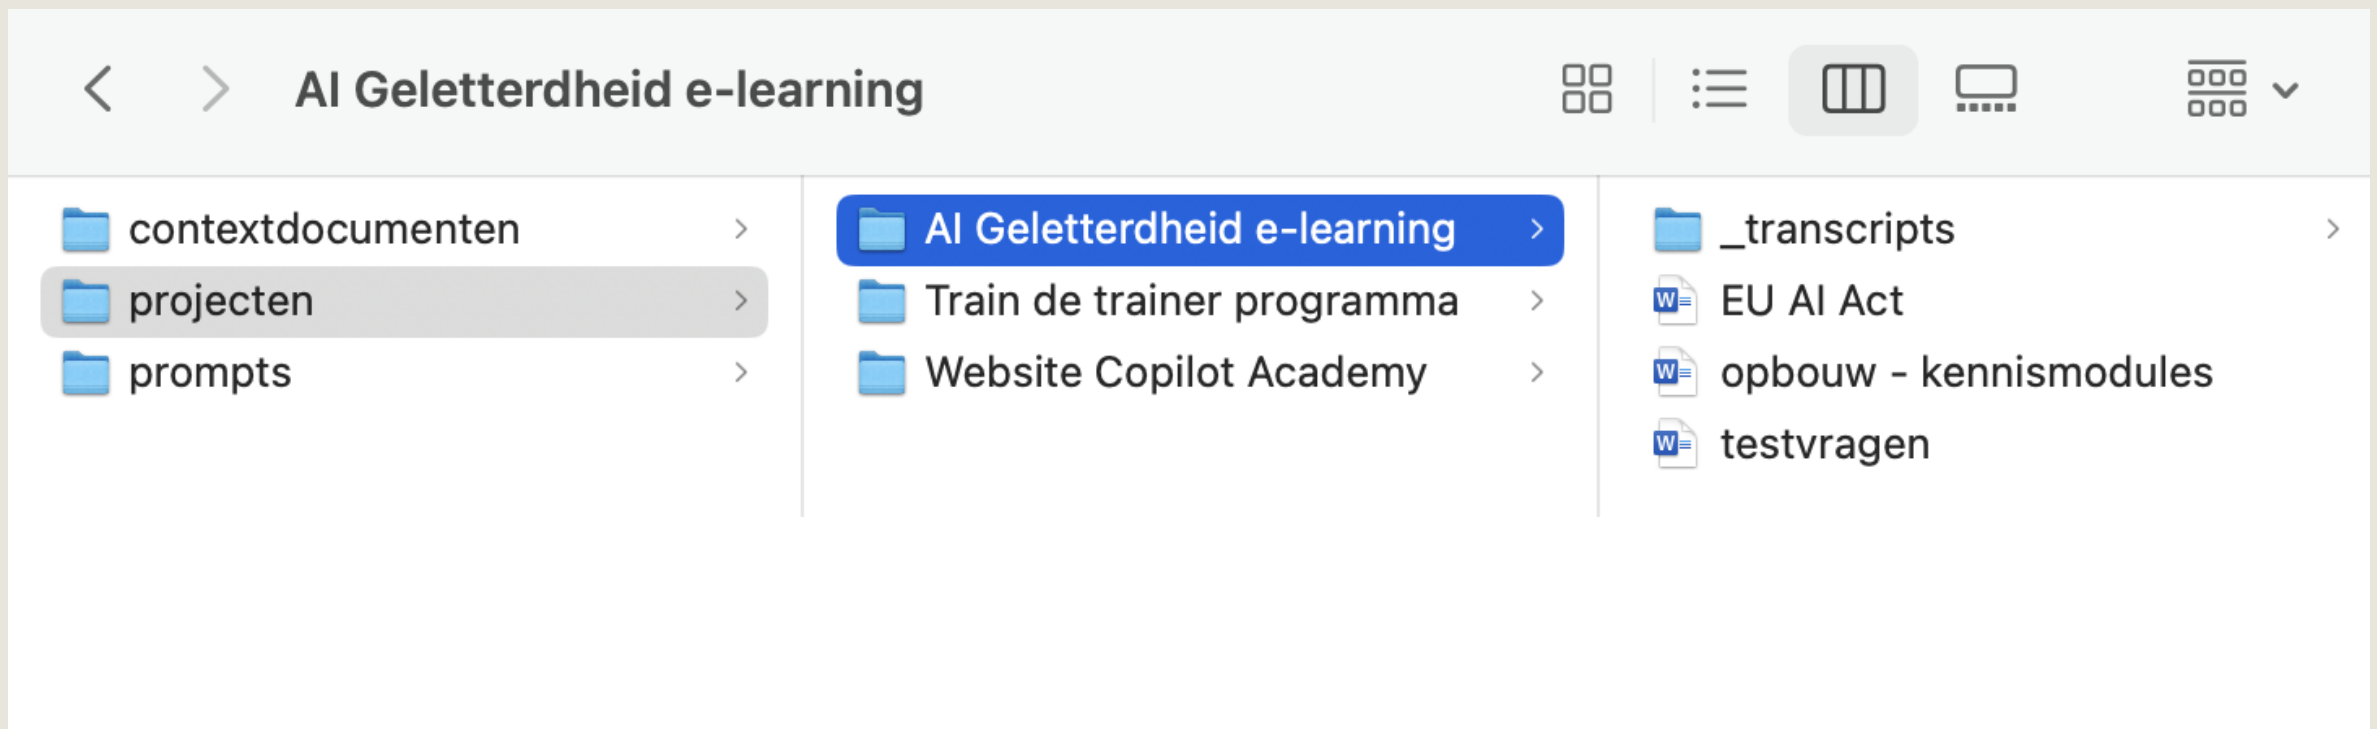 AI Geletterdheid e-learning
contextdocumenten
projecten
prompts
AI Geletterdheid e-learning
Train de trainer programma
Website Copilot Academy
_transcripts
EU AI Act
opbouw - kennismodules
testvragen